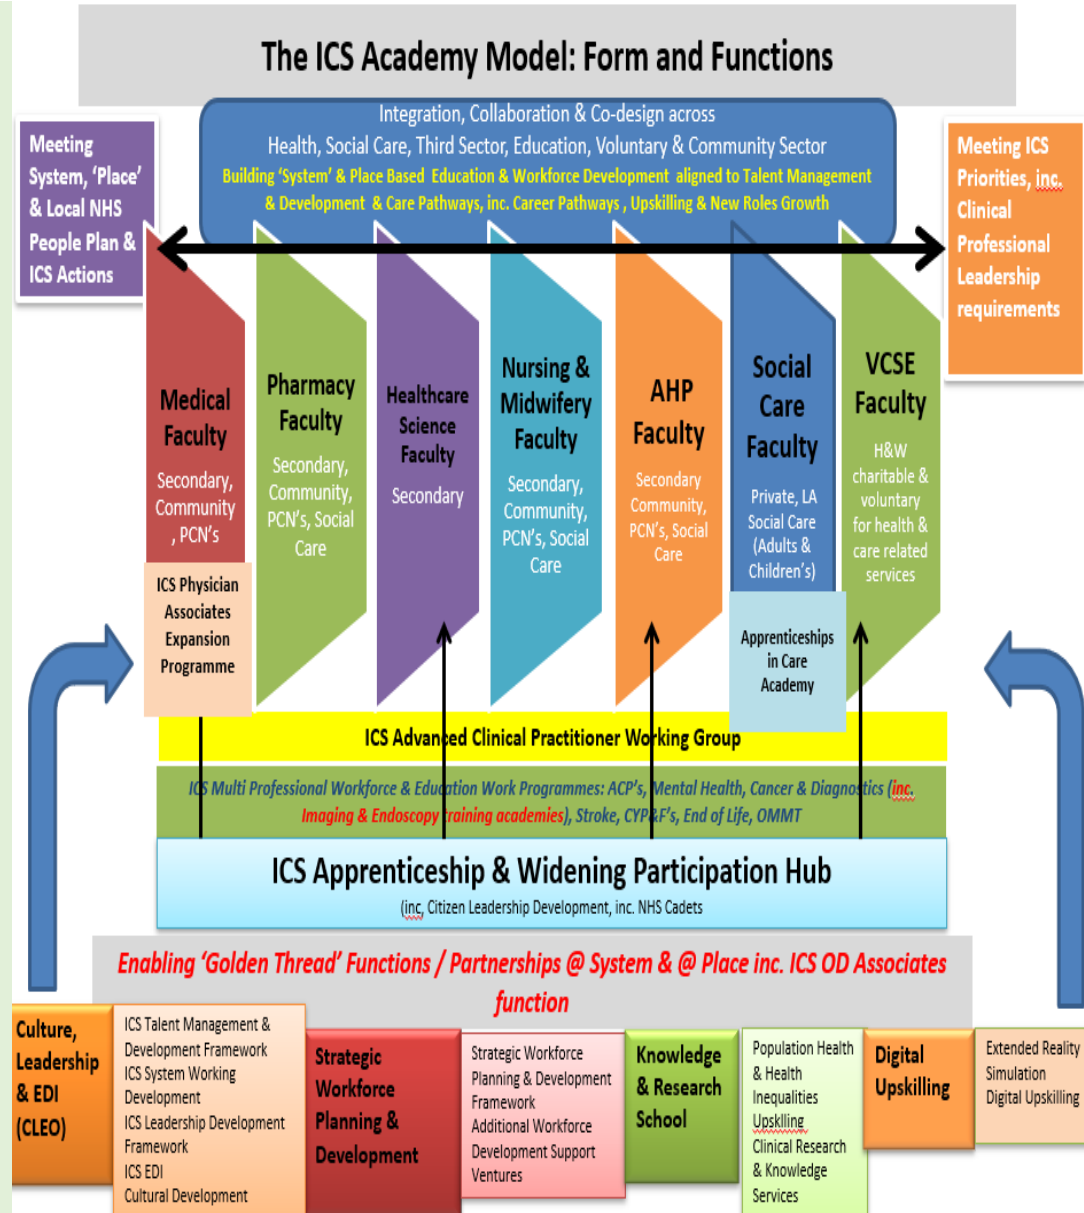 The ICS Academy Model: Form and Functions
Integration, Collaboration & Co-design across
Health, Social Care, Third Sector, Education, Voluntary & Community Sector
Building 'System' & Place Based Education & Workforce Development aligned to Talent Management
& Development & Care Pathways, inc. Career Pathways , Upskilling & New Roles Growth
Meeting
System, 'Place'
& Local NHS
People Plan &
ICS Actions
Meeting ICS
Priorities, inc.
Clinical
Professional
Leadership
requirements
Medical
Faculty
Secondary,
Community
, PCN's
ICS Physician
Associates
Expansion
Programme
Pharmacy
Faculty
Secondary,
Community,
PCN's, Social
Care
Healthcare
Science
Faculty
Secondary
Nursing &
Midwifery
Faculty
Secondary,
Community,
PCN's, Social
Care
AHP
Faculty
Secondary
Community,
PCN's, Social
Care
Social
Care
Faculty
Private, LA
Social Care
(Adults &
Children's)
Apprenticeships
in Care
Academy
VCSE
Faculty
H&W
charitable &
voluntary
for health &
care related
services
ICS Advanced Clinical Practitioner Working Group
ICS Multi Professional Workforce & Education Work Programmes: ACP's, Mental Health, Cancer & Diagnostics (inc.
Imaging & Endoscopy training academies), Stroke, CYP&F's, End of Life, OMMT
ICS Apprenticeship & Widening Participation Hub
(inc, Citizen Leadership Development, inc. NHS Cadets
Enabling 'Golden Thread' Functions / Partnerships @ System & @ Place inc. ICS OD Associates
function
Culture,
Leadership
& EDI
(CLEO)
ICS Talent Management &
Development Framework
ICS System Working
Development
ICS Leadership Development
Framework
ICS EDI
Cultural Development
Strategic
Workforce
Planning &
Development
Strategic Workforce
Planning & Development
Framework
Additional Workforce
Development Support
Ventures
Knowledge
& Research
School
Population Health
& Health
Inequalities
Upsklling
Clinical Research
& Knowledge
Services
Digital
Upskilling
Extended Reality
Simulation
Digital Upskilling